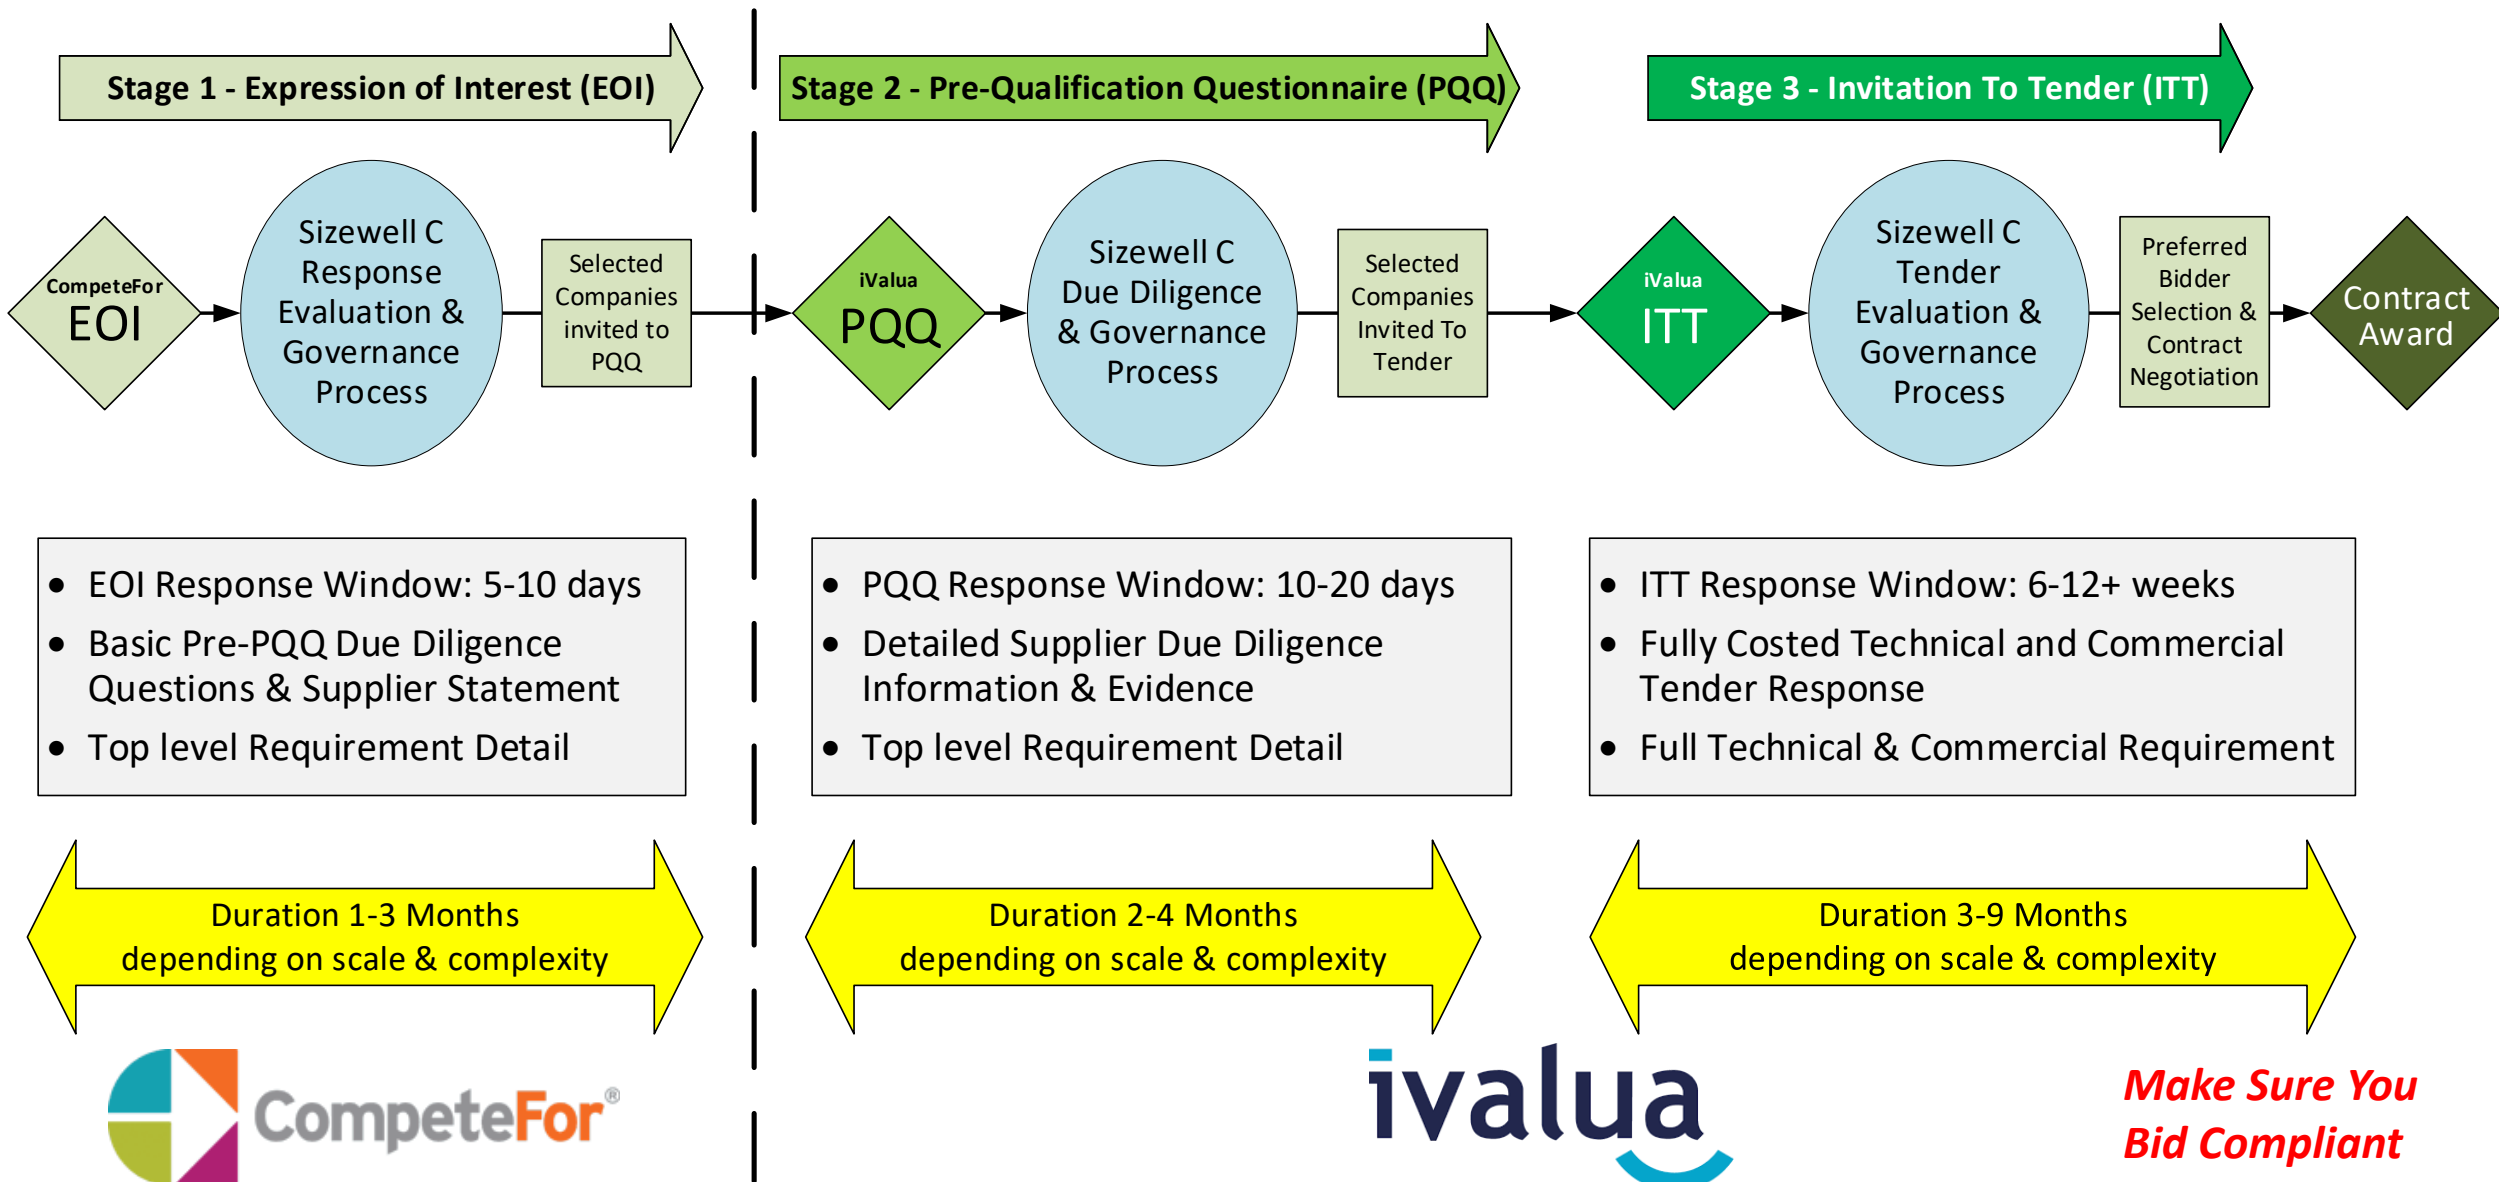 Stage 1 - Expression of Interest (EOI)
Stage 2 - Pre-Qualification Questionnaire (PQQ)
Stage 3 - Invitation To Tender (ITT)
CompeteFor
EOI
Sizewell C
Response
Evaluation &
Governance
Process
Selected
Companies
invited to
PQQ
iValua
PQQ
Sizewell C
Due Diligence
& Governance
Process
Selected
Companies
Invited To
Tender
iValua
ITT
Sizewell C
Tender
Evaluation &
Governance
Process
Preferred
Bidder
Selection &
Contract
Negotiation
Contract
Award
• EOI Response Window: 5-10 days
• Basic Pre-PQQ Due Diligence
Questions & Supplier Statement
• Top level Requirement Detail
• PQQ Response Window: 10-20 days
• Detailed Supplier Due Diligence
Information & Evidence
• Top level Requirement Detail
• ITT Response Window: 6-12+ weeks
• Fully Costed Technical and Commercial
Tender Response
• Full Technical & Commercial Requirement
Duration 1-3 Months
depending on scale & complexity
Duration 2-4 Months
depending on scale & complexity
Duration 3-9 Months
depending on scale & complexity
CompeteFor®
ivalua
Make Sure You
Bid Compliant